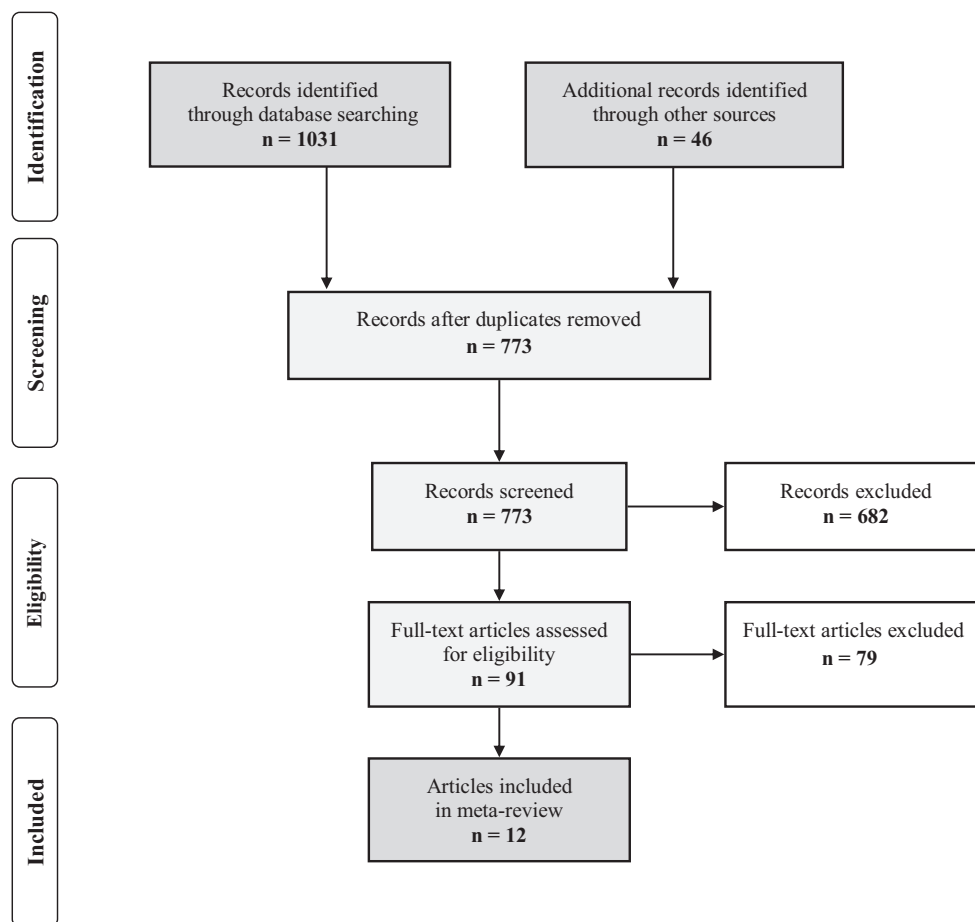 Identification
Records identified
through database searching
n = 1031
Additional records identified
through other sources
n = 46
Screening
Records after duplicates removed
n = 773
Eligibility
Records screened
n = 773
Records excluded
n = 682
Full-text articles assessed
for eligibility
n = 91
Full-text articles excluded
n = 79
Included
Articles included
in meta-review
n = 12